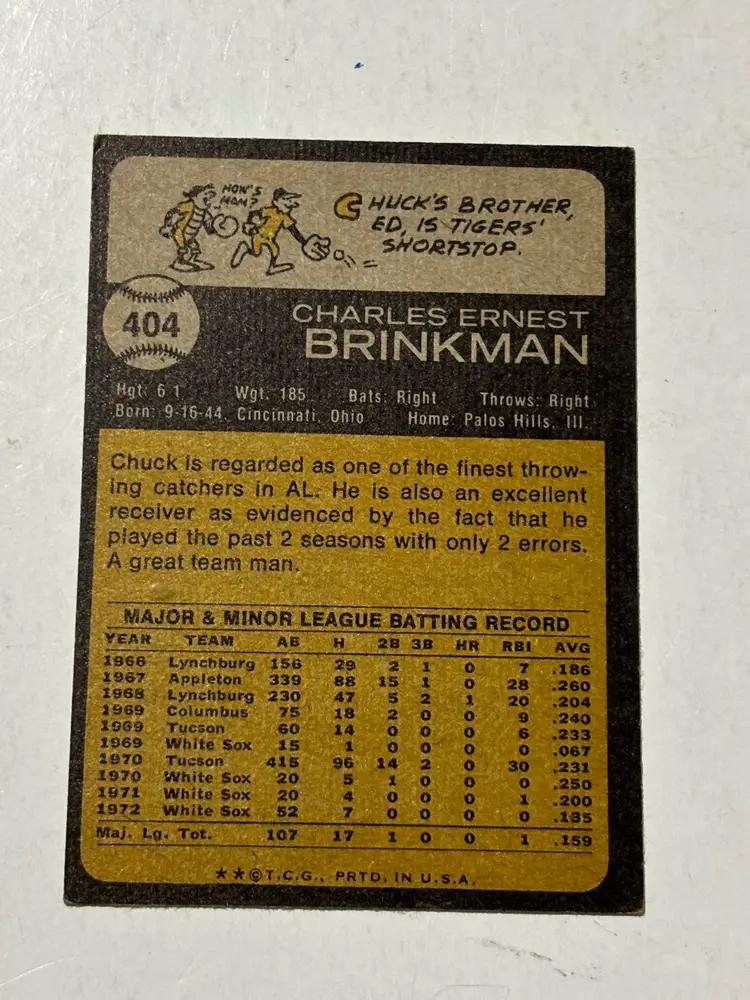 HOW'S
MOM?
CHUCK'S BROTHER,
ED, IS TIGERS'
SHORTSTOP.
404
CHARLES ERNEST
BRINKMAN
Hgt: 6 1 Wgt. 185 Bats: Right Throws: Right
Born: 9-16-44, Cincinnati, Ohio Home: Palos Hills, Ill.
Chuck is regarded as one of the finest throw-
ing catchers in AL. He is also an excellent
receiver as evidenced by the fact that he
played the past 2 seasons with only 2 errors.
A great team man.
MAJOR & MINOR LEAGUE BATTING RECORD
YEAR TEAM AB H 2B 3B HR RBI AVG
1966 Lynchburg 156 29 2 1 0 7 .186
1967 Appleton 339 88 15 1 0 28 .260
1968 Lynchburg 230 47 5 2 1 20 .204
1969 Columbus 75 18 2 0 0 9 .240
1969 Tucson 60 14 0 0 0 6 .233
1969 White Sox 15 1 0 0 0 0 .067
1970 Tucson 415 96 14 2 0 30 .231
1970 White Sox 20 5 1 0 0 0 .250
1971 White Sox 20 4 0 0 0 1 .200
1972 White Sox 52 7 0 0 0 0 .135
Maj. Lg. Tot. 107 17 1 0 0 1 .159
**©T.C.G., PRTD. IN U.S.A.